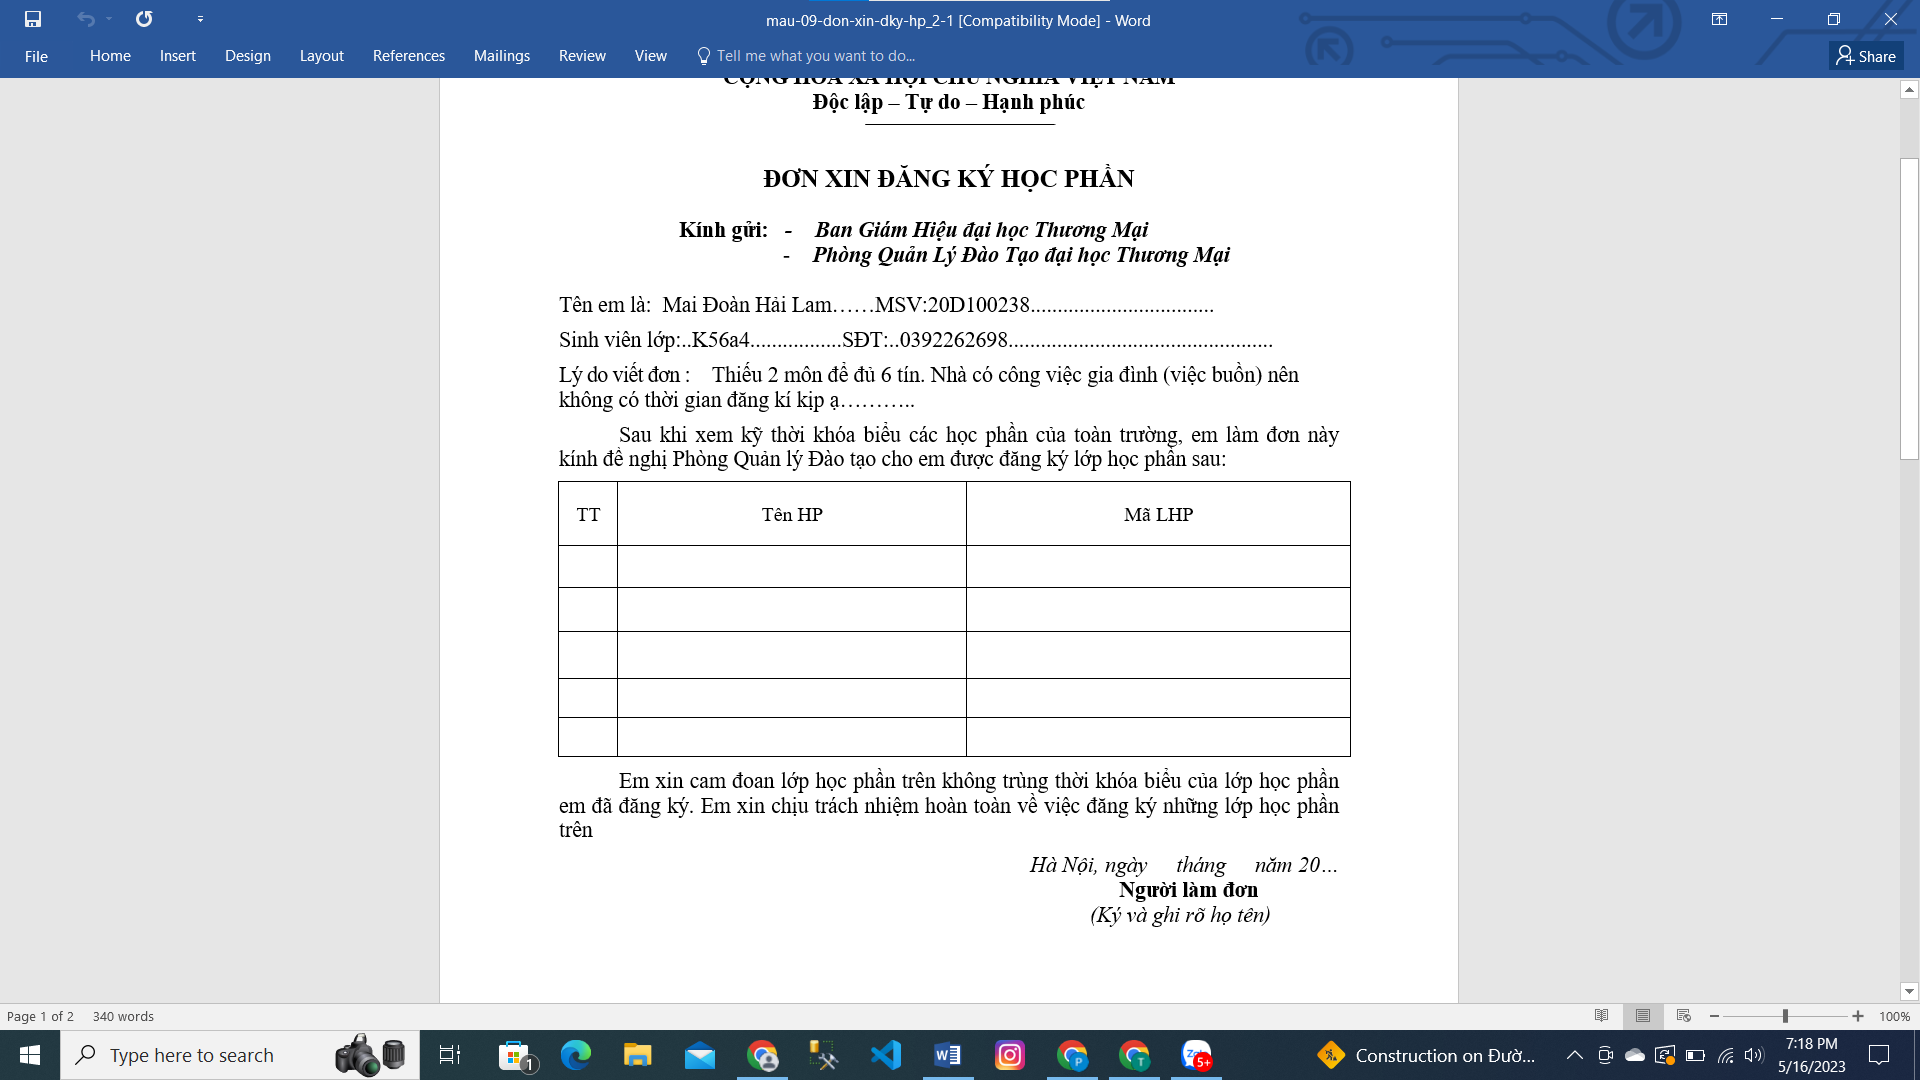 mau-09-don-xin-dky-hp_2-1 [Compatibility Mode] - Word
File Home Insert Design Layout References Mailings Review View Tell me what you want to do... Share
CỘNG HÒA XÃ HỘI CHỦ NGHĨA VIỆT NAM
Độc lập – Tự do – Hạnh phúc
ĐƠN XIN ĐĂNG KÝ HỌC PHẦN
Kính gửi: - Ban Giám Hiệu đại học Thương Mại
- Phòng Quản Lý Đào Tạo đại học Thương Mại
Tên em là: Mai Đoàn Hải Lam……MSV:20D100238..................................
Sinh viên lớp:..K56a4.................SĐT:..0392262698.................................................
Lý do viết đơn : Thiếu 2 môn để đủ 6 tín. Nhà có công việc gia đình (việc buồn) nên
không có thời gian đăng kí kịp ạ………..
Sau khi xem kỹ thời khóa biểu các học phần của toàn trường, em làm đơn này
kính đề nghị Phòng Quản lý Đào tạo cho em được đăng ký lớp học phần sau:
TT Tên HP Mã LHP
Em xin cam đoan lớp học phần trên không trùng thời khóa biểu của lớp học phần
em đã đăng ký. Em xin chịu trách nhiệm hoàn toàn về việc đăng ký những lớp học phần
trên
Hà Nội, ngày tháng năm 20…
Người làm đơn
(Ký và ghi rõ họ tên)
Page 1 of 2 340 words 100%
Type here to search 1 5+ Construction on Đườ... 7:18 PM
5/16/2023